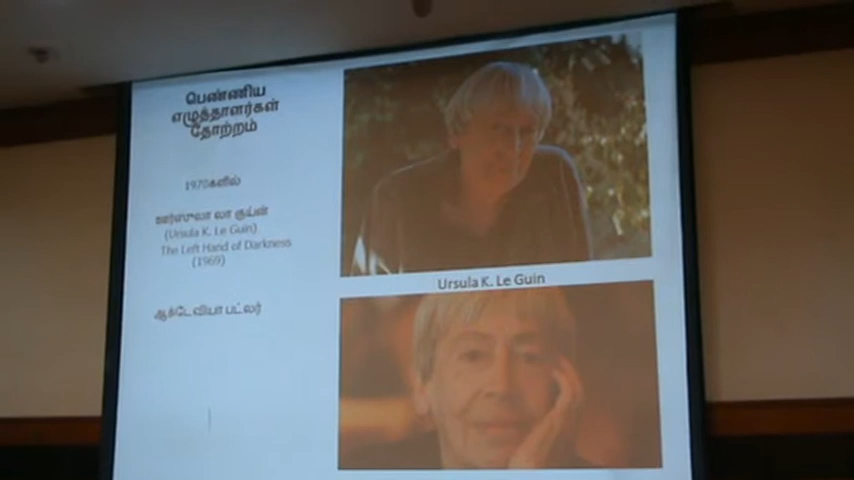 பெண்ணிய
எழுத்தாளர்கள்
தோற்றம்
1970களில்
ஊர்ஸுலா லா குய்ன்
(Ursula K. Le Guin)
The Left Hand of Darkness
(1969)
ஆக்டேவியா பட்லர்
Ursula K. Le Guin